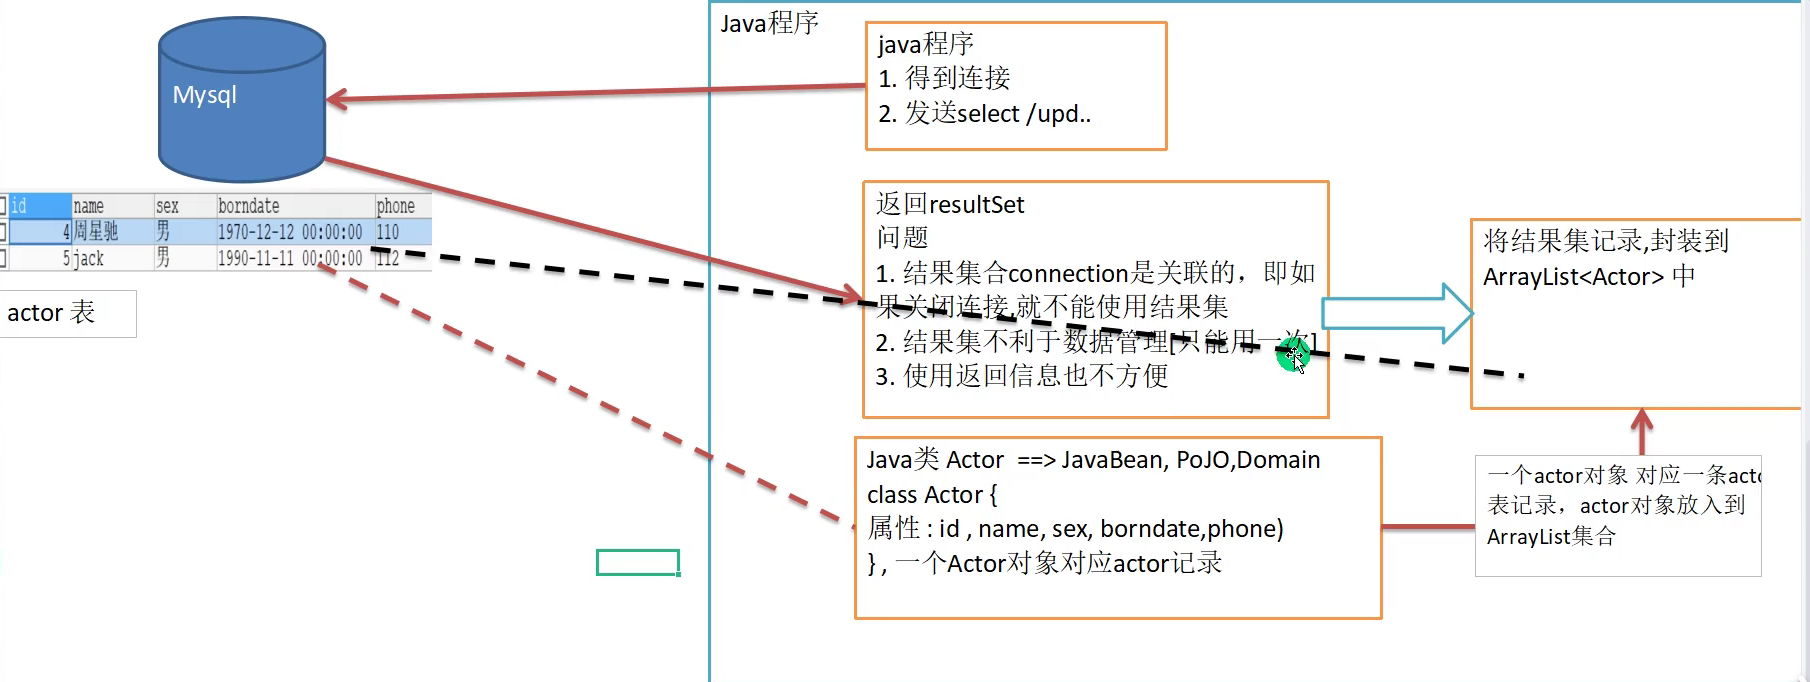 Java程序
java程序
1. 得到连接
2. 发送select /upd..
Mysql
id name sex borndate phone
4 周星驰 男 1970-12-12 00:00:00 110
5 jack 男 1990-11-11 00:00:00 112
actor 表
返回resultSet
问题
1. 结果集合connection是关联的，即如
果关闭连接,就不能使用结果集
2. 结果集不利于数据管理[只能用一次]
3. 使用返回信息也不方便
将结果集记录,封装到
ArrayList<Actor> 中
Java类 Actor ==> JavaBean, PoJO,Domain
class Actor {
属性 : id , name, sex, borndate,phone)
} , 一个Actor对象对应actor记录
一个actor对象 对应一条acto
表记录，actor对象放入到
ArrayList集合